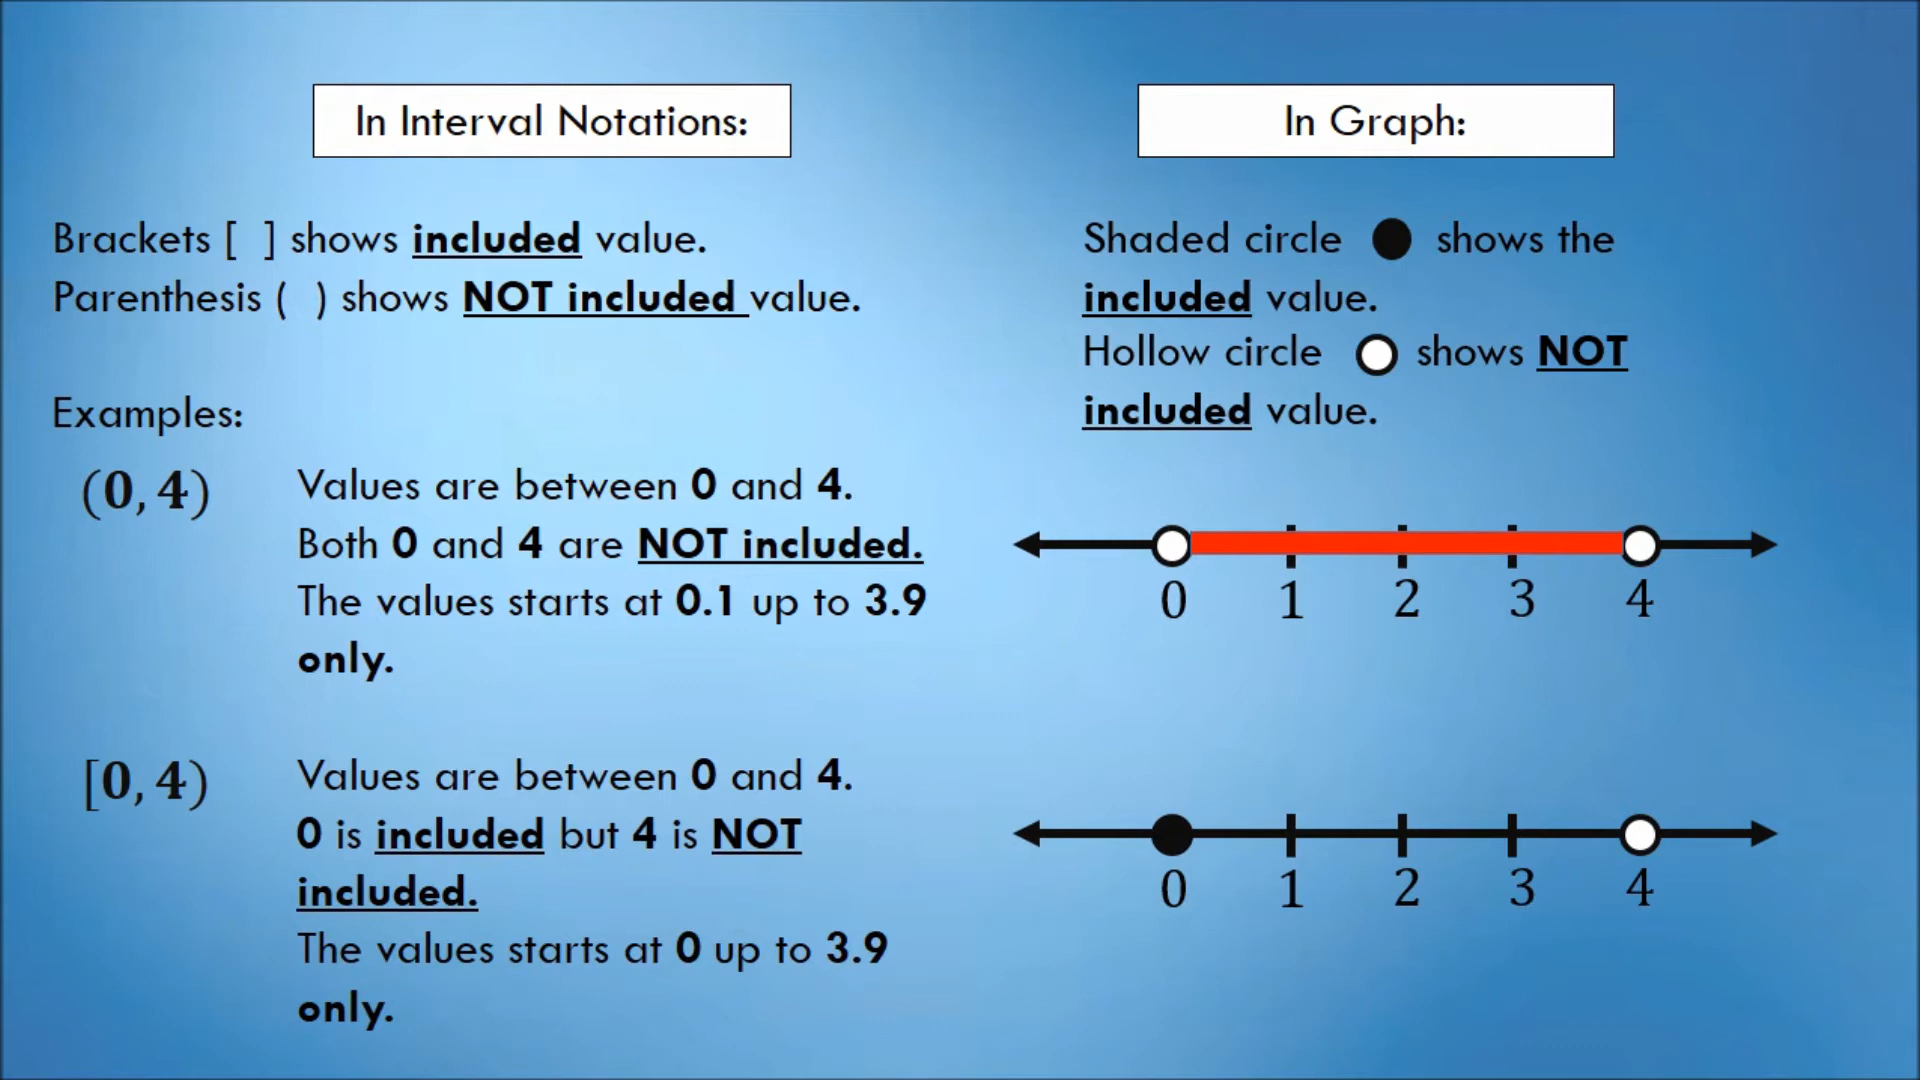 In Interval Notations:
Brackets [ ] shows included value.
Parenthesis ( ) shows NOT included value.
Examples:
(0, 4)
Values are between 0 and 4.
Both 0 and 4 are NOT included.
The values starts at 0.1 up to 3.9
only.
[0, 4)
Values are between 0 and 4.
0 is included but 4 is NOT
included.
The values starts at 0 up to 3.9
only.
In Graph:
Shaded circle shows the
included value.
Hollow circle shows NOT
included value.
0 1 2 3 4
0 1 2 3 4